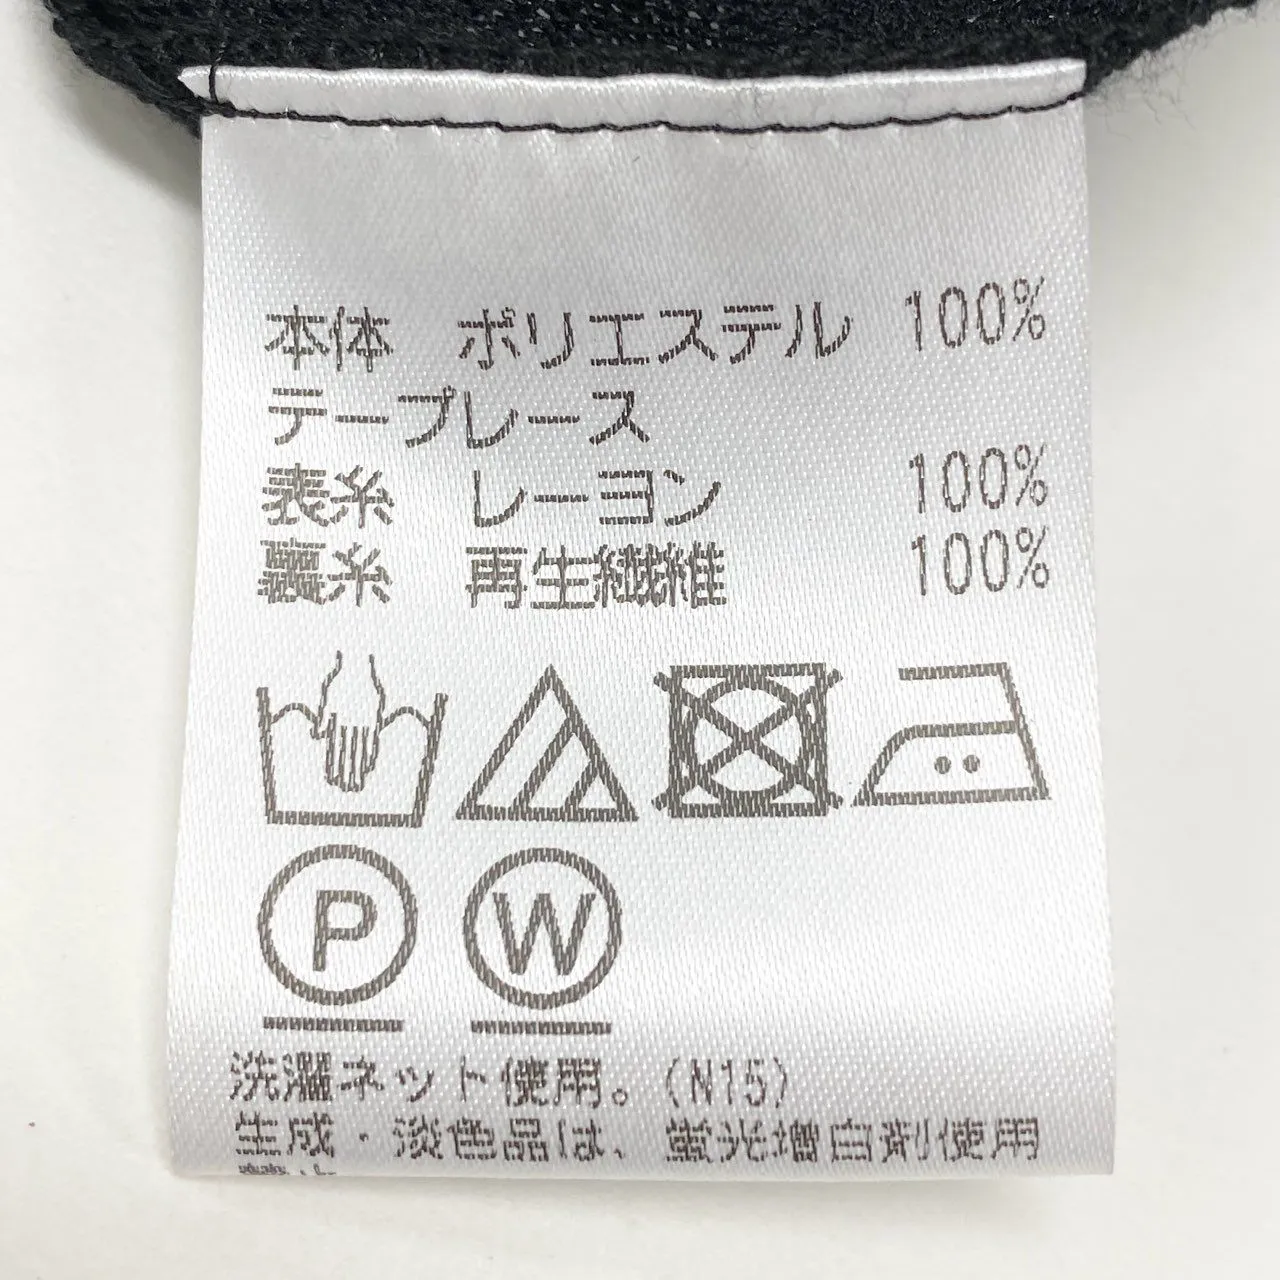 本体 ポリエステル 100%
テープレース
表糸 レーヨン 100%
裏糸 再生繊維 100%
P W
洗濯ネット使用。(N15)
生成・淡色品は、蛍光増白剤使用